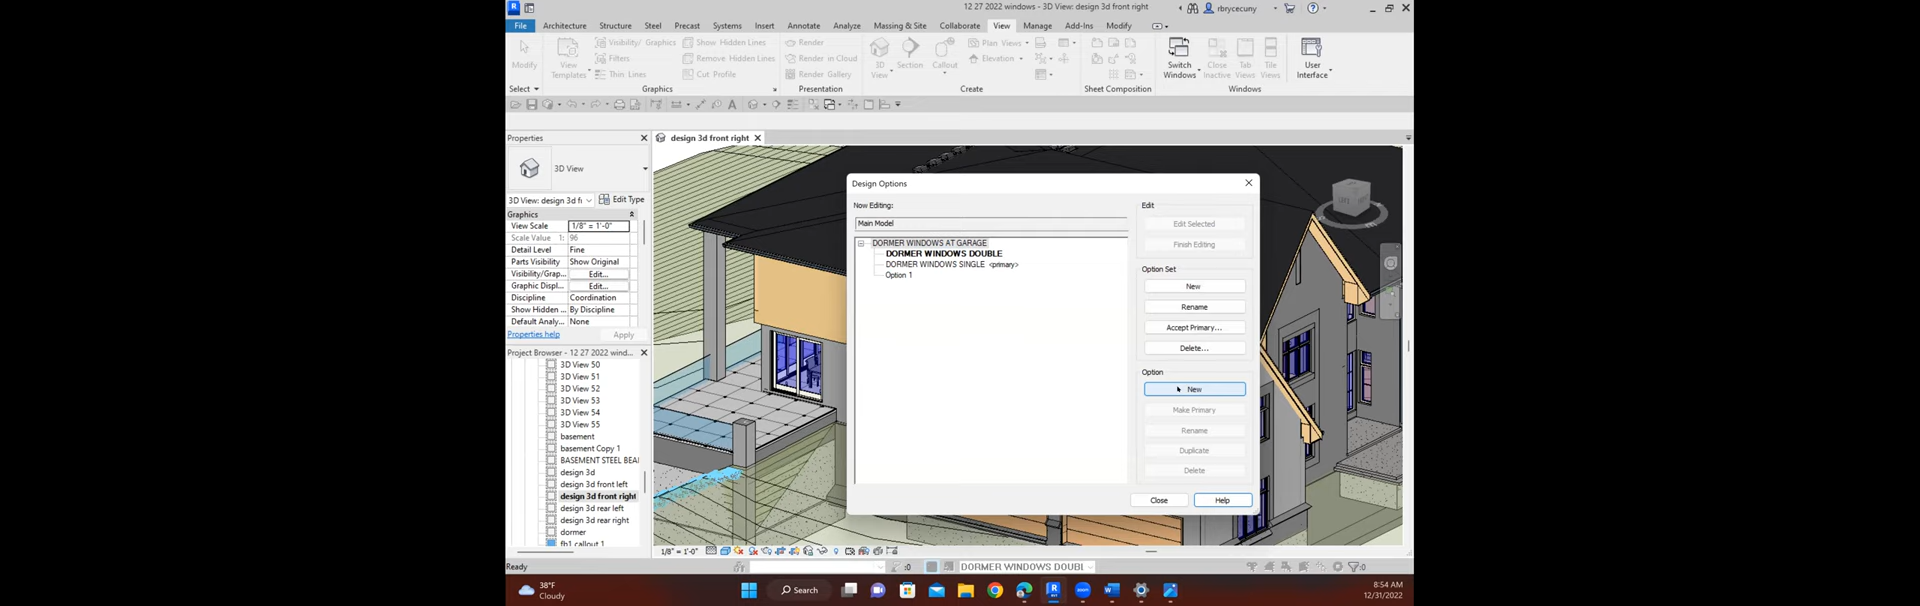 12 27 2022 windows - 3D View: design 3d front right
rbrycecuny
File Architecture Structure Steel Precast Systems Insert Annotate Analyze Massing & Site Collaborate View Manage Add-Ins Modify
Modify
View
Templates
Visibility/ Graphics
Filters
Thin Lines
Show Hidden Lines
Remove Hidden Lines
Cut Profile
Render
Render in Cloud
Render Gallery
3D
View
Section
Callout
Plan Views
Elevation
Switch
Windows
Close
Inactive
Tab
Views
Tile
Views
User
Interface
Select Graphics Presentation Create Sheet Composition Windows
Properties
3D View
3D View: design 3d f
Edit Type
Graphics
View Scale 1/8" = 1'-0"
Scale Value 1: 96
Detail Level Fine
Parts Visibility Show Original
Visibility/Grap... Edit...
Graphic Displ... Edit...
Discipline Coordination
Show Hidden ... By Discipline
Default Analy... None
Properties help Apply
Project Browser - 12 27 2022 wind...
3D View 50
3D View 51
3D View 52
3D View 53
3D View 54
3D View 55
basement
basement Copy 1
BASEMENT STEEL BEA
design 3d
design 3d front left
design 3d front right
design 3d rear left
design 3d rear right
dormer
fb1 callout 1
design 3d front right
Design Options
Now Editing:
Main Model
DORMER WINDOWS AT GARAGE
DORMER WINDOWS DOUBLE
DORMER WINDOWS SINGLE <primary>
Option 1
Edit
Edit Selected
Finish Editing
Option Set
New
Rename
Accept Primary...
Delete...
Option
New
Make Primary
Rename
Duplicate
Delete
Close Help
1/8" = 1'-0"
Ready
:0
DORMER WINDOWS DOUBL
:0
38°F
Cloudy
Search
8:54 AM
12/31/2022